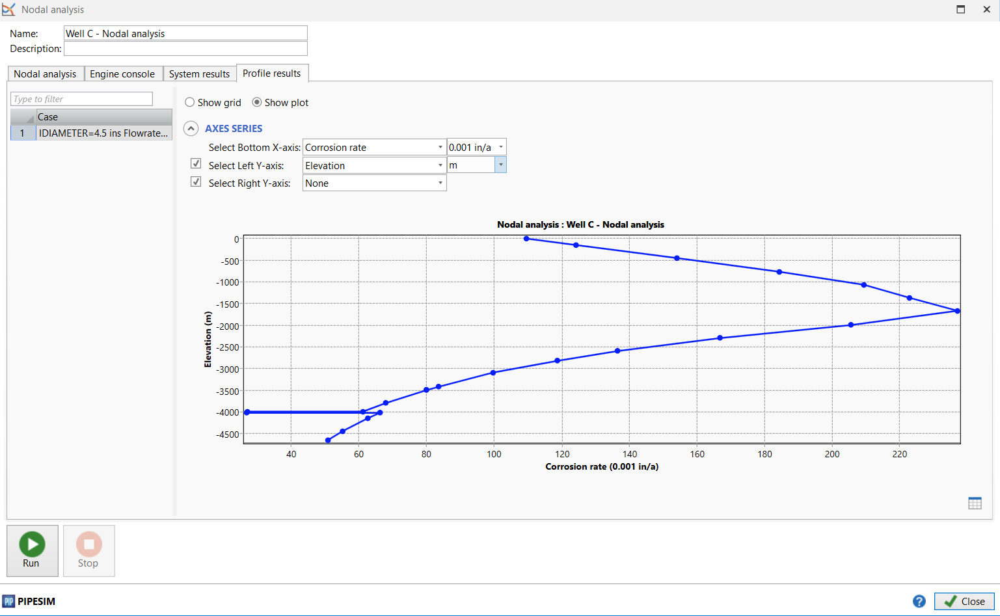 Nodal analysis
Name: Well C - Nodal analysis
Description:
Nodal analysis Engine console System results Profile results
Type to filter
Case
1 IDIAMETER=4.5 ins Flowrate...
Show grid Show plot
AXES SERIES
Select Bottom X-axis: Corrosion rate 0.001 in/a
Select Left Y-axis: Elevation m
Select Right Y-axis: None
Nodal analysis : Well C - Nodal analysis
Elevation (m)
0
-500
-1000
-1500
-2000
-2500
-3000
-3500
-4000
-4500
40 60 80 100 120 140 160 180 200 220
Corrosion rate (0.001 in/a)
Run Stop
PIP PIPESIM ? Close